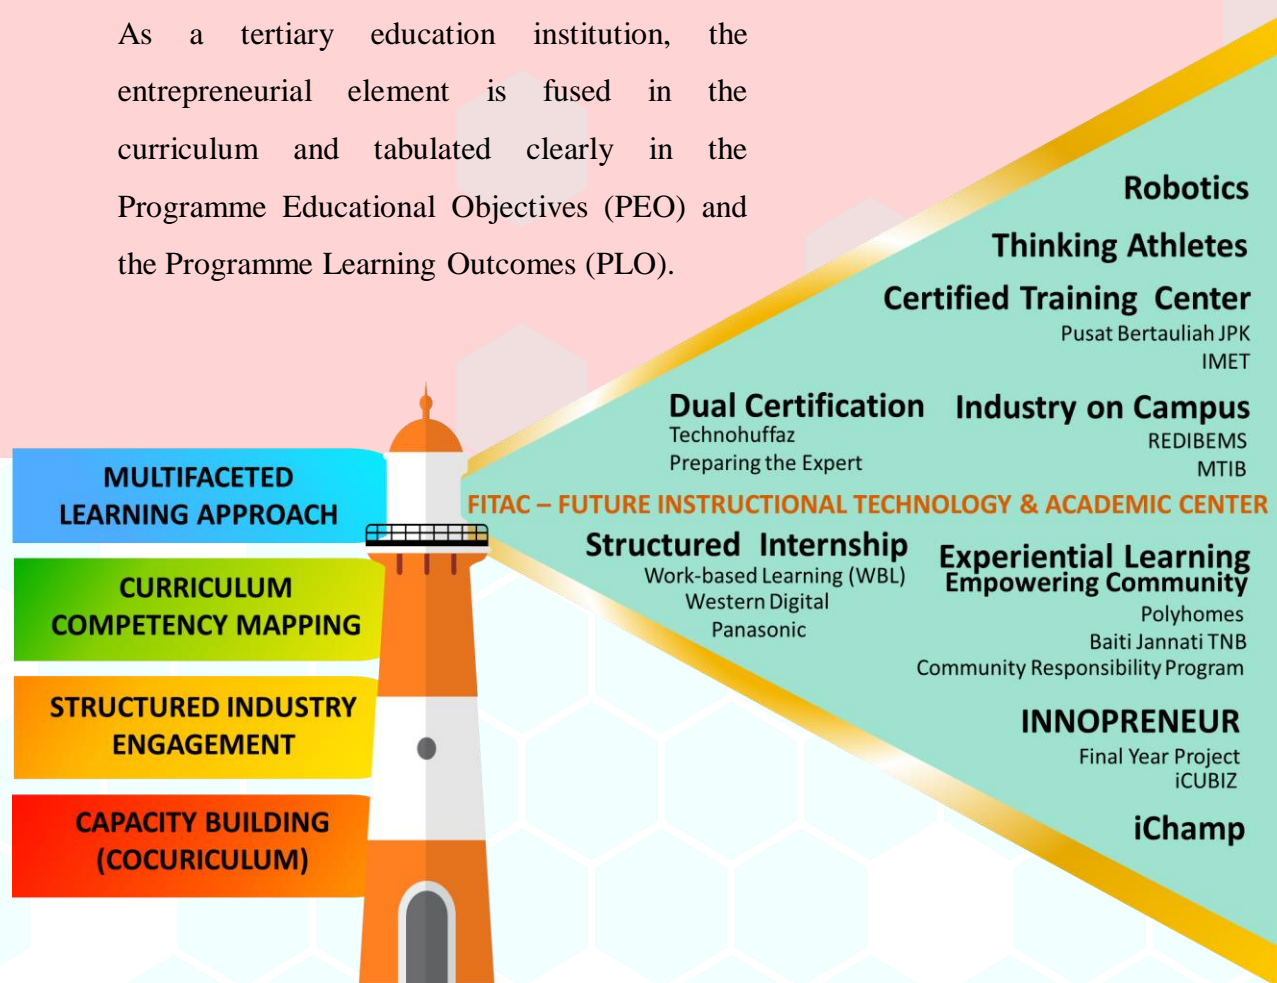 As a tertiary education institution, the
entrepreneurial element is fused in the
curriculum and tabulated clearly in the
Programme Educational Objectives (PEO) and
the Programme Learning Outcomes (PLO).
MULTIFACETED
LEARNING APPROACH
CURRICULUM
COMPETENCY MAPPING
STRUCTURED INDUSTRY
ENGAGEMENT
CAPACITY BUILDING
(COCURICULUM)
Robotics
Thinking Athletes
Certified Training Center
Pusat Bertauliah JPK
IMET
Dual Certification
Technohuffaz
Preparing the Expert
Industry on Campus
REDIBEMS
MTIB
FITAC – FUTURE INSTRUCTIONAL TECHNOLOGY & ACADEMIC CENTER
Structured Internship
Work-based Learning (WBL)
Western Digital
Panasonic
Experiential Learning
Empowering Community
Polyhomes
Baiti Jannati TNB
Community Responsibility Program
INNOPRENEUR
Final Year Project
iCUBIZ
iChamp